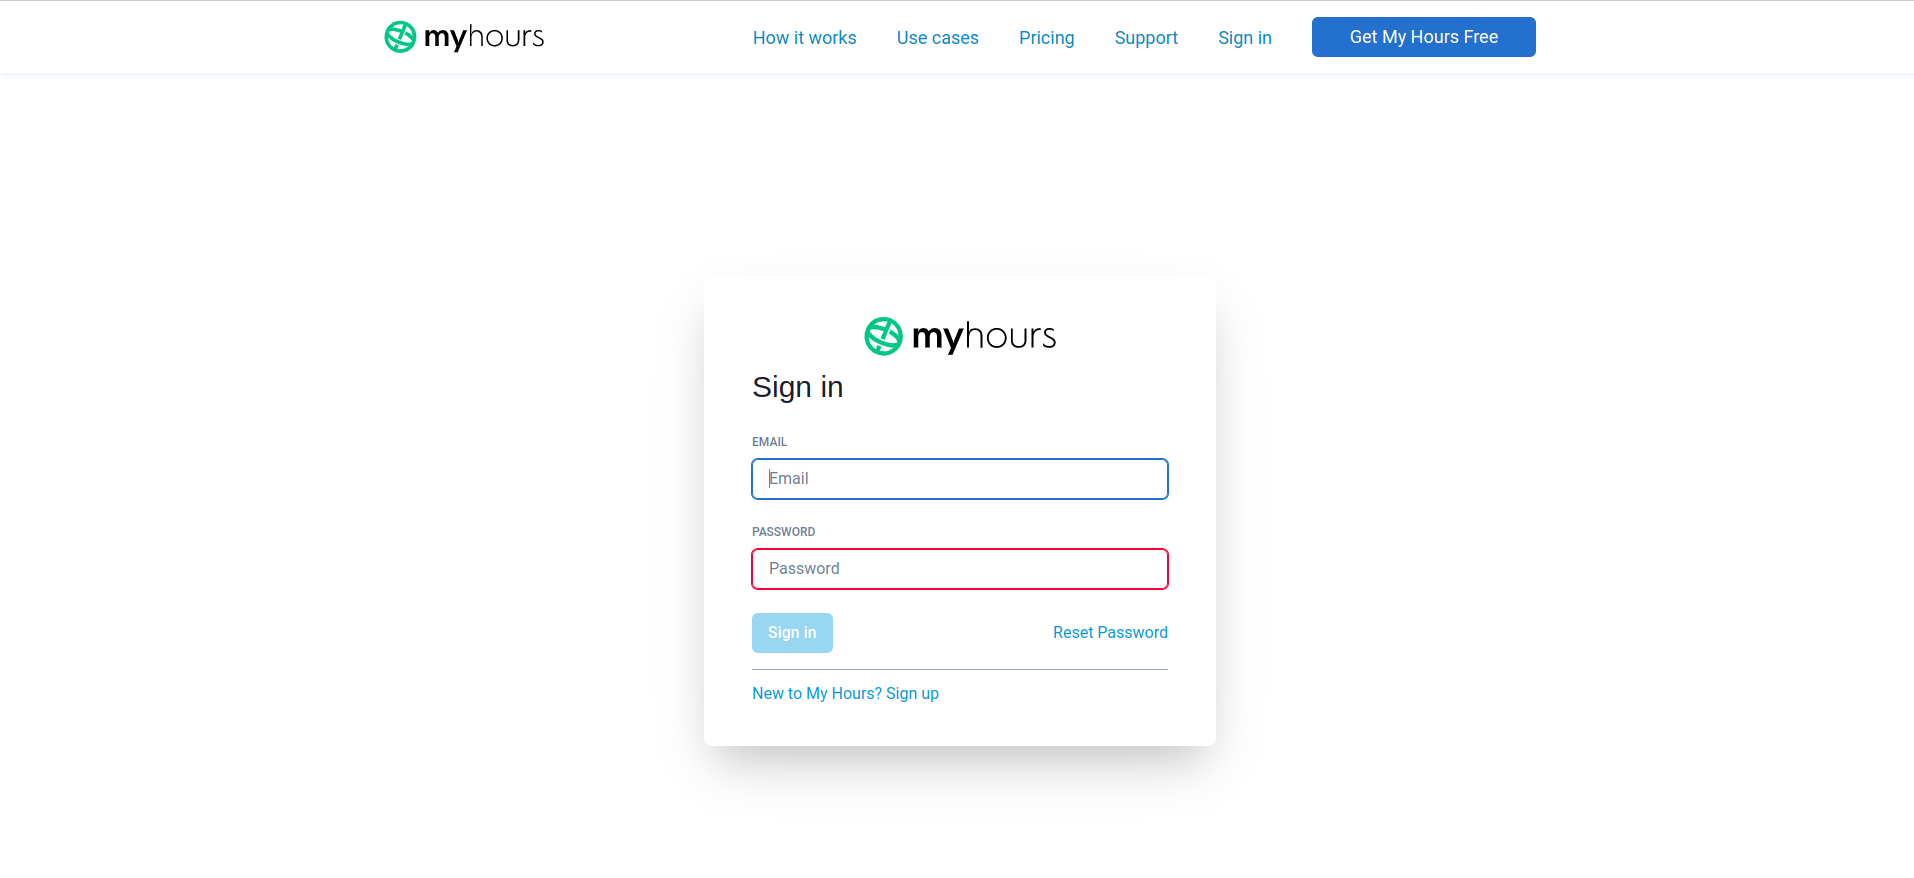 myhours How it works Use cases Pricing Support Sign in Get My Hours Free
myhours
Sign in
EMAIL
Email
PASSWORD
Password
Sign in Reset Password
New to My Hours? Sign up